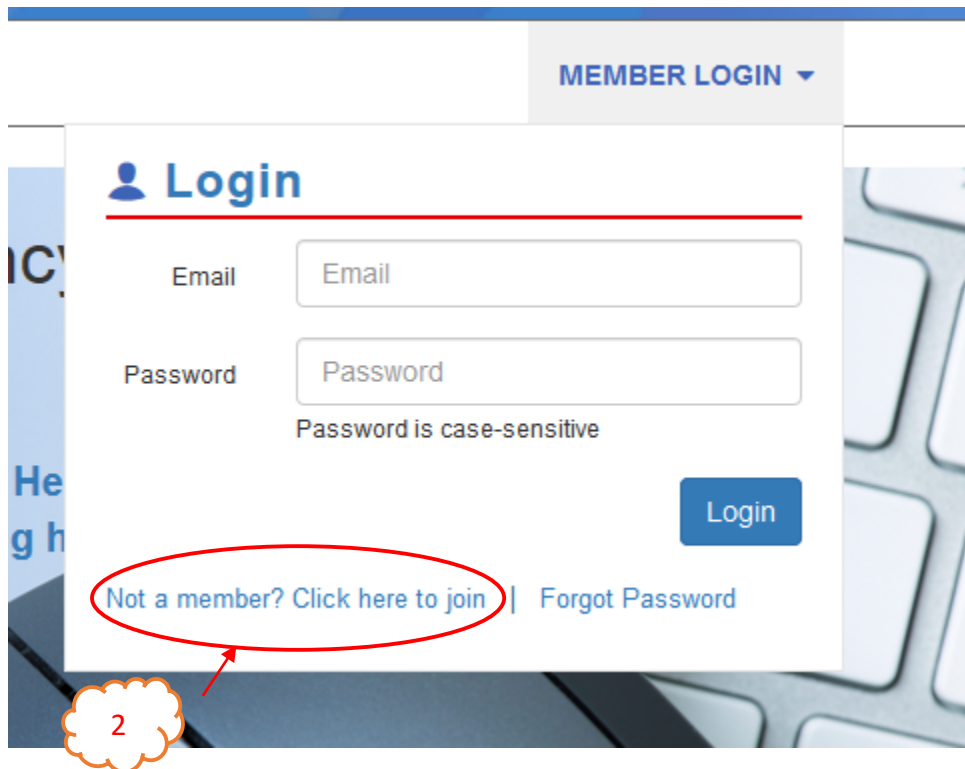 MEMBER LOGIN
Login
Email Email
Password Password
Password is case-sensitive
He
Login
g h
Not a member? Click here to join | Forgot Password
2